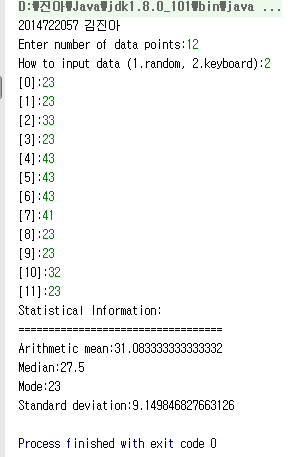 D:₩진아₩Java₩jdk1.8.0_101₩bin₩java ...
2014722057 김진아
Enter number of data points:12
How to input data (1.random, 2.keyboard):2
[0]:23
[1]:23
[2]:33
[3]:23
[4]:43
[5]:43
[6]:43
[7]:41
[8]:23
[9]:23
[10]:32
[11]:23
Statistical Information:
==================================
Arithmetic mean:31.083333333333332
Median:27.5
Mode:23
Standard deviation:9.149846827663126
Process finished with exit code 0